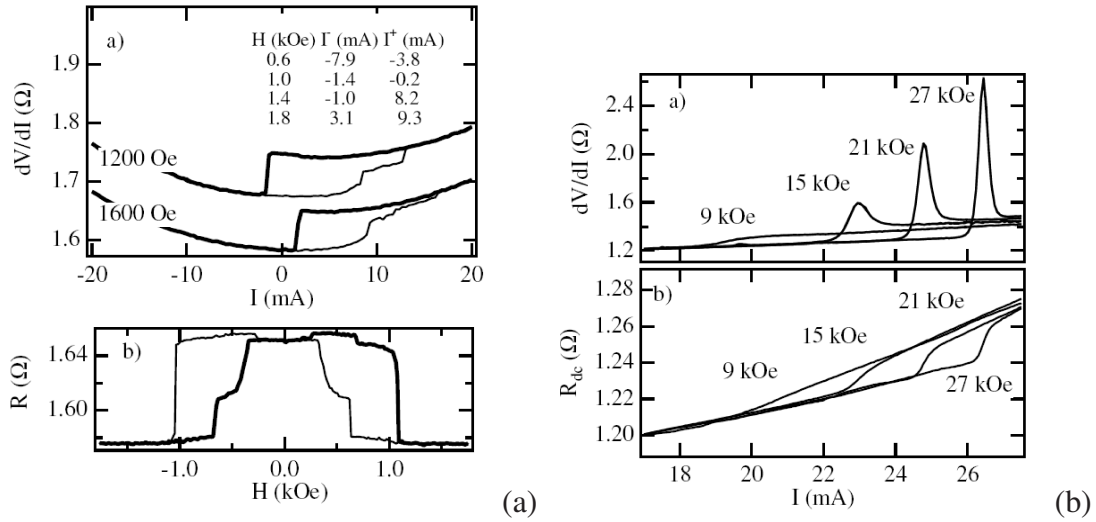 a)
H (kOe) I⁻ (mA) I⁺ (mA)
0.6 -7.9 -3.8
1.0 -1.4 -0.2
1.4 -1.0 8.2
1.8 3.1 9.3
1.9
1.8
1.7
1.6
dV/dI (Ω)
1200 Oe
1600 Oe
-20 -10 0 10 20
I (mA)
b)
1.64
1.60
R (Ω)
-1.0 0.0 1.0
H (kOe)
(a)
a)
27 kOe
21 kOe
15 kOe
9 kOe
2.4
2.0
1.6
1.2
dV/dI (Ω)
b)
21 kOe
15 kOe
9 kOe
27 kOe
1.28
1.26
1.24
1.22
1.20
R_dc (Ω)
18 20 22 24 26
I (mA)
(b)